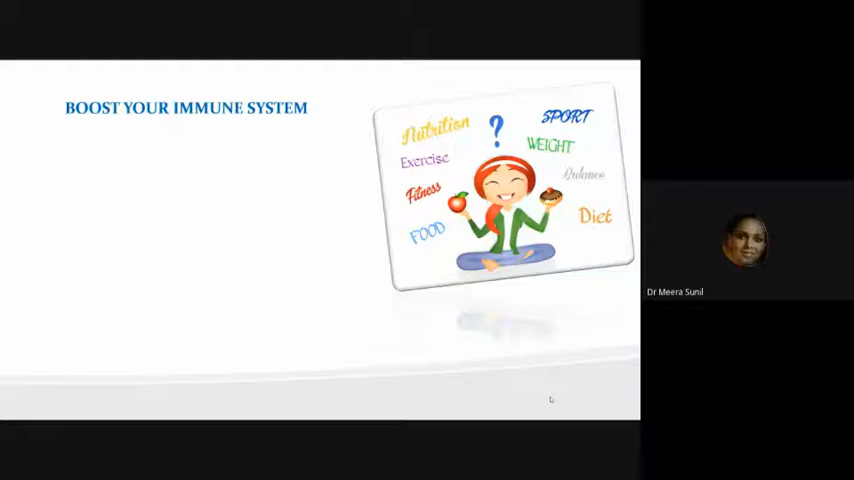 BOOST YOUR IMMUNE SYSTEM
Nutrition
?
SPORT
Exercise
WEIGHT
Fitness
Balance
FOOD
Diet
Dr Meera Sunil